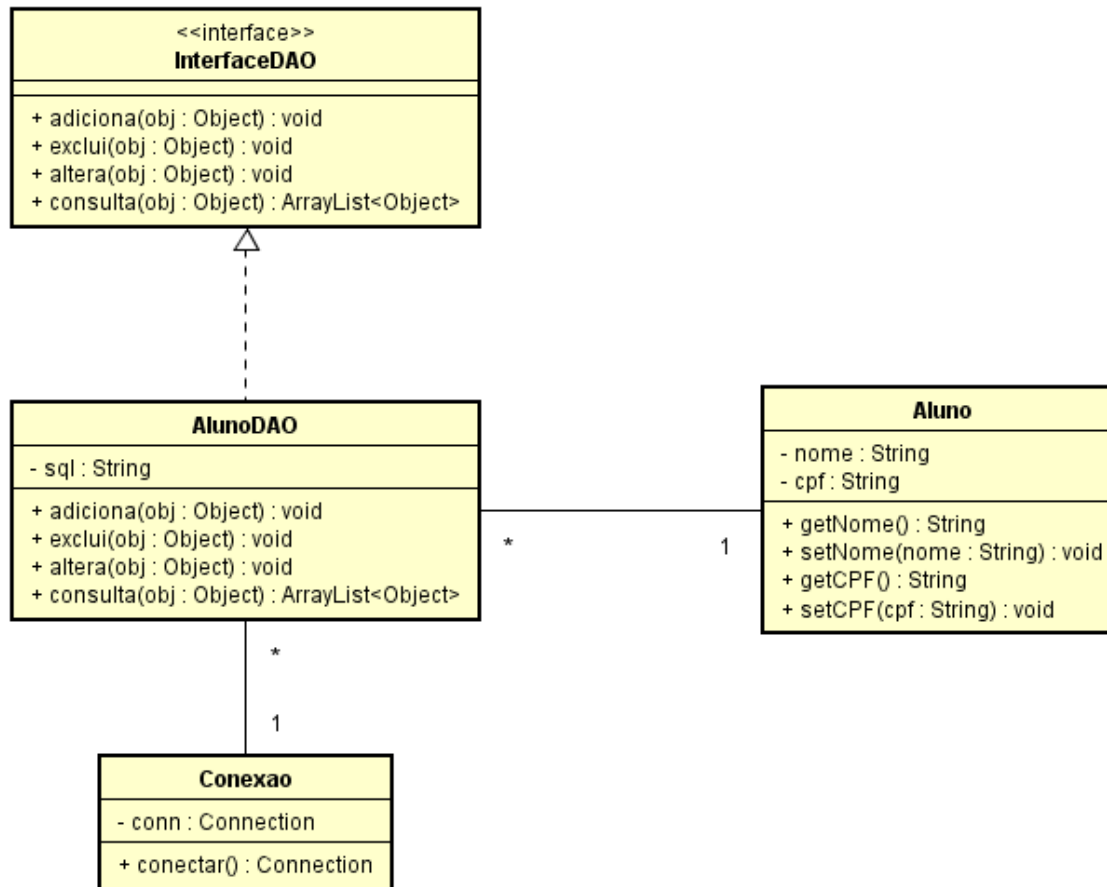 <<interface>>
InterfaceDAO
+ adiciona(obj : Object) : void
+ exclui(obj : Object) : void
+ altera(obj : Object) : void
+ consulta(obj : Object) : ArrayList<Object>
AlunoDAO
- sql : String
+ adiciona(obj : Object) : void
+ exclui(obj : Object) : void
+ altera(obj : Object) : void
+ consulta(obj : Object) : ArrayList<Object>
*
1
Aluno
- nome : String
- cpf : String
+ getNome() : String
+ setNome(nome : String) : void
+ getCPF() : String
+ setCPF(cpf : String) : void
*
1
Conexao
- conn : Connection
+ conectar() : Connection